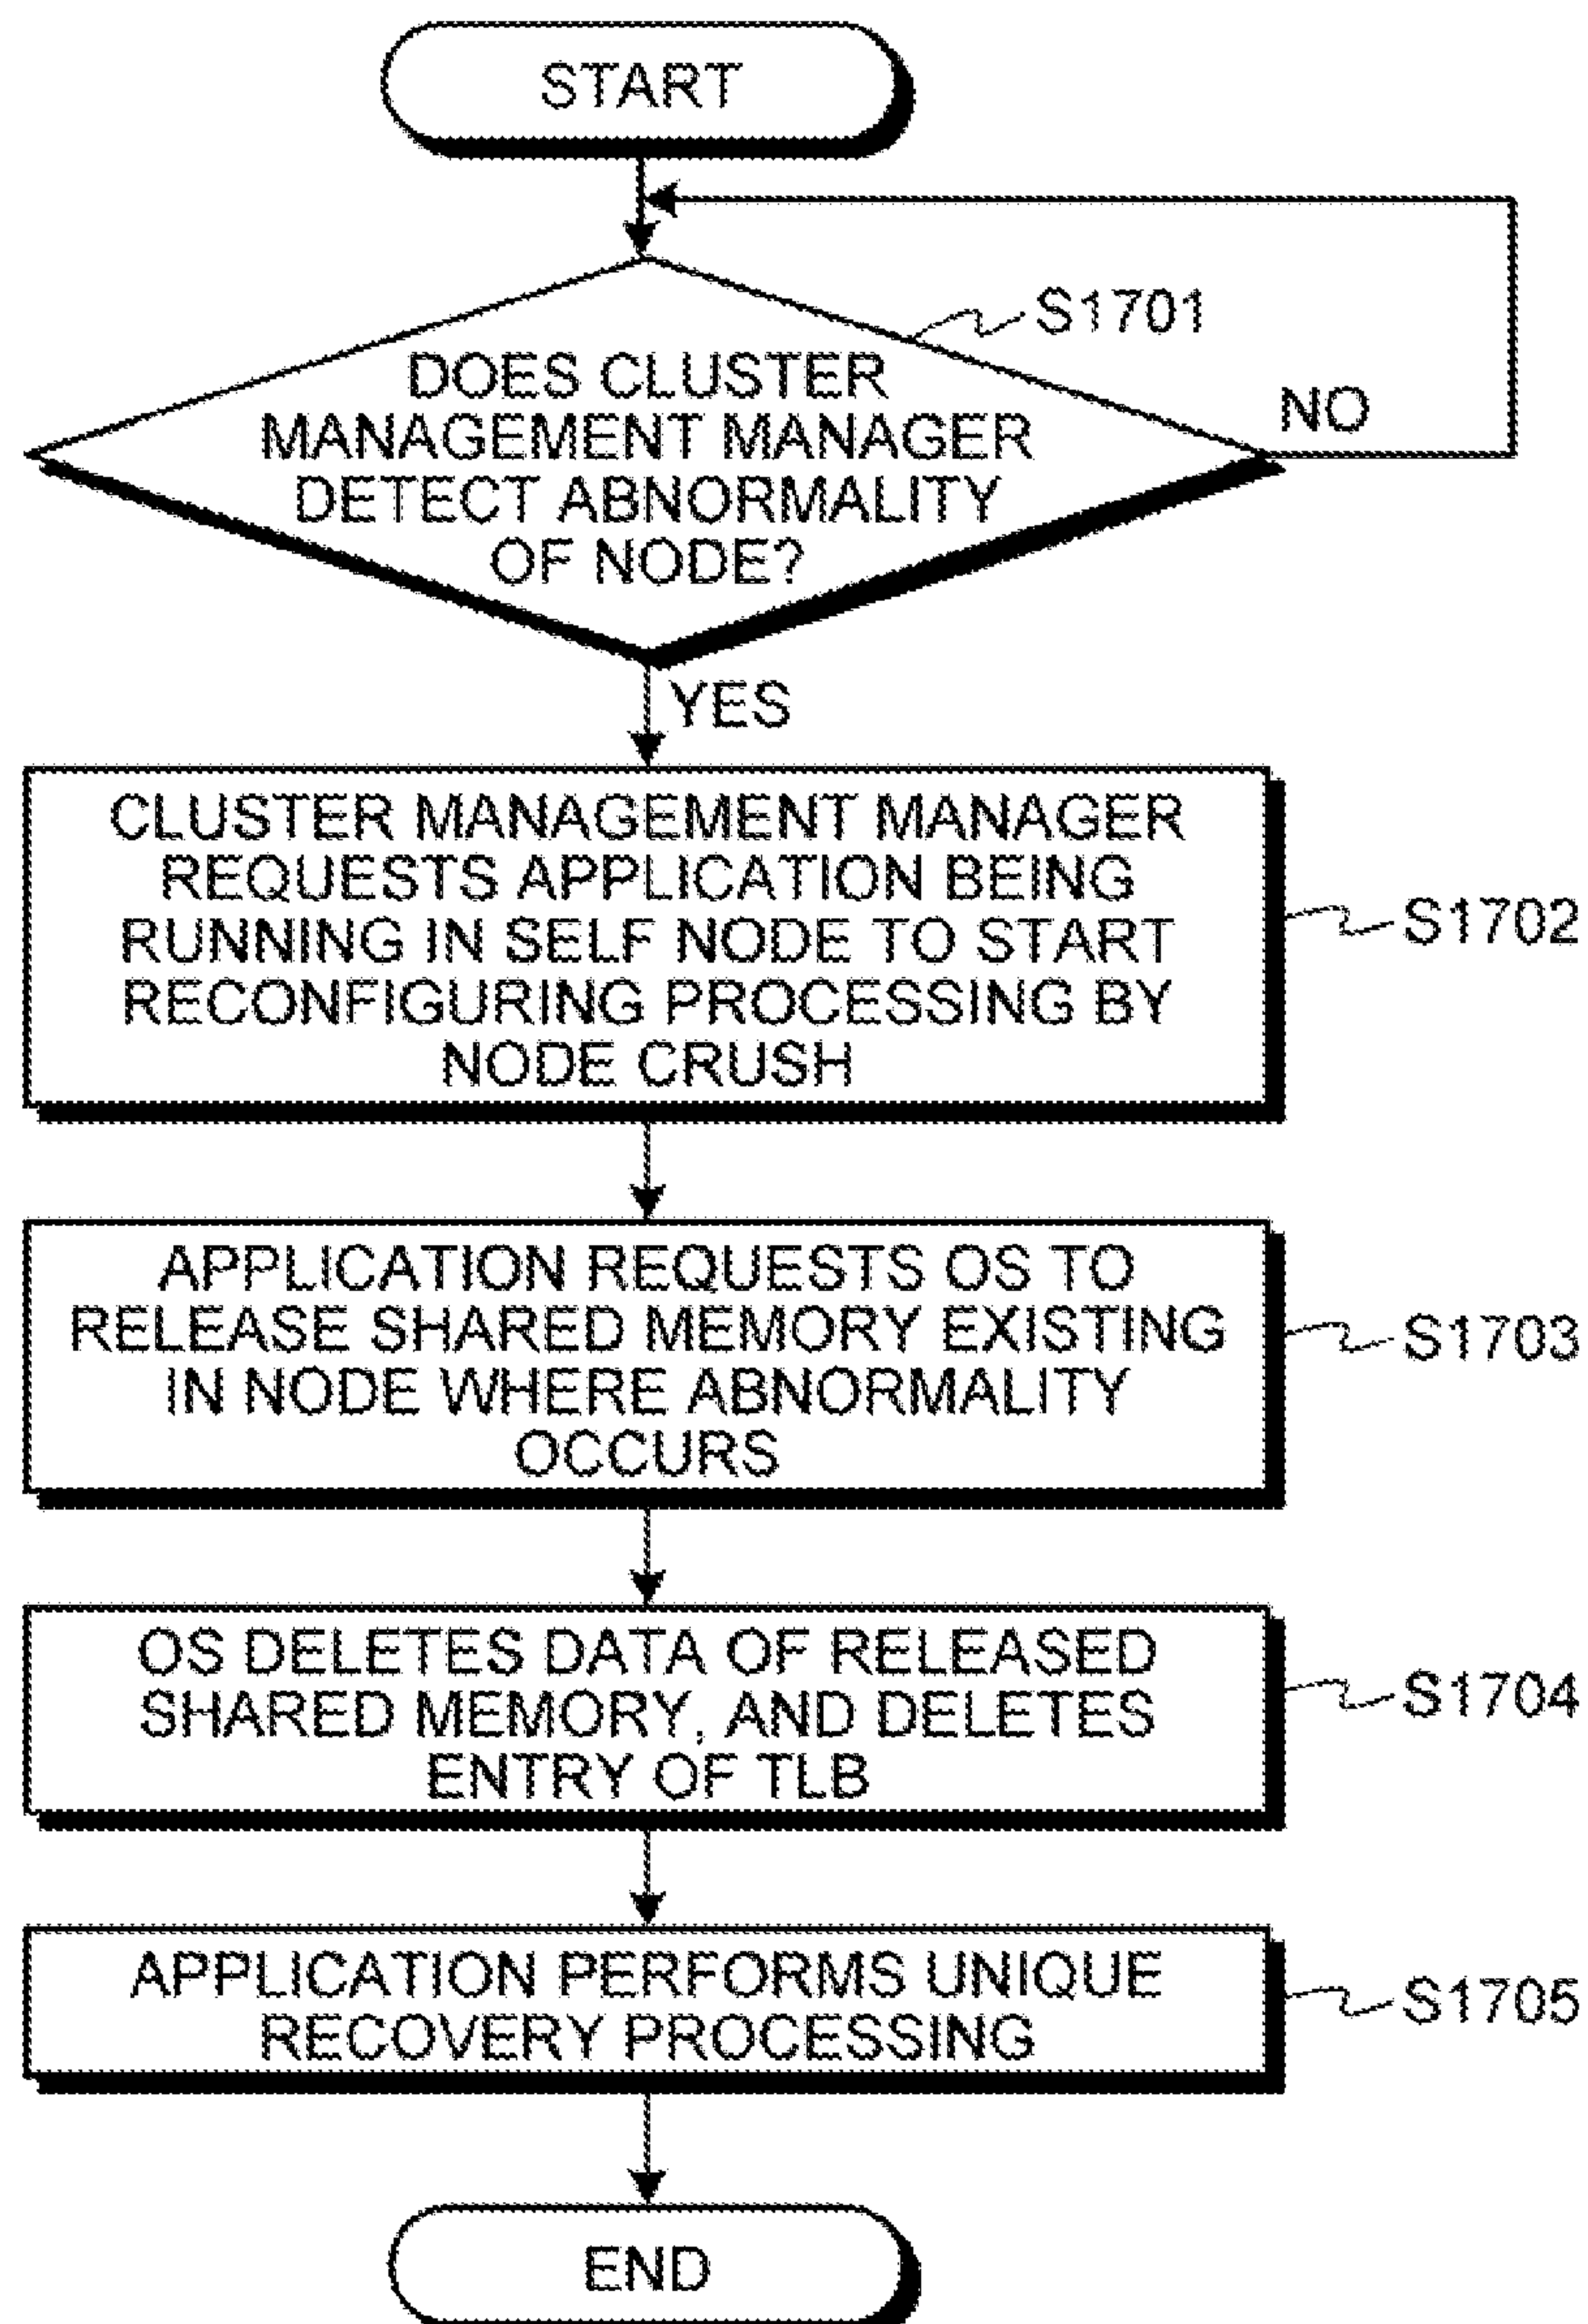 START
S1701
DOES CLUSTER
MANAGEMENT MANAGER
DETECT ABNORMALITY
OF NODE?
NO
YES
CLUSTER MANAGEMENT MANAGER
REQUESTS APPLICATION BEING
RUNNING IN SELF NODE TO START
RECONFIGURING PROCESSING BY
NODE CRUSH
S1702
APPLICATION REQUESTS OS TO
RELEASE SHARED MEMORY EXISTING
IN NODE WHERE ABNORMALITY
OCCURS
S1703
OS DELETES DATA OF RELEASED
SHARED MEMORY, AND DELETES
ENTRY OF TLB
S1704
APPLICATION PERFORMS UNIQUE
RECOVERY PROCESSING
S1705
END